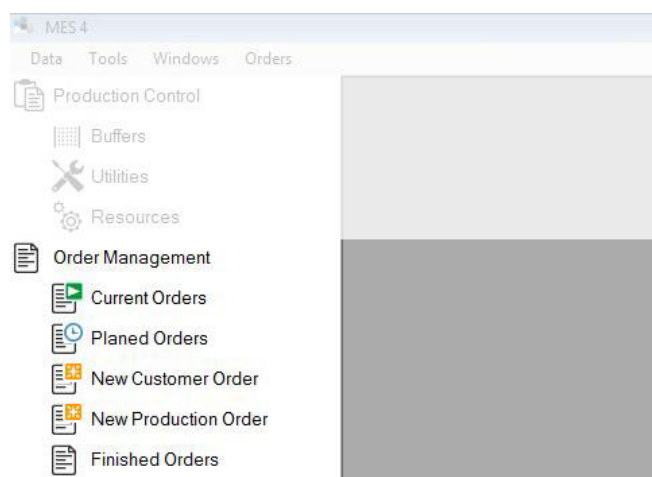 MES 4
Data Tools Windows Orders
Production Control
Buffers
Utilities
Resources
Order Management
Current Orders
Planed Orders
New Customer Order
New Production Order
Finished Orders